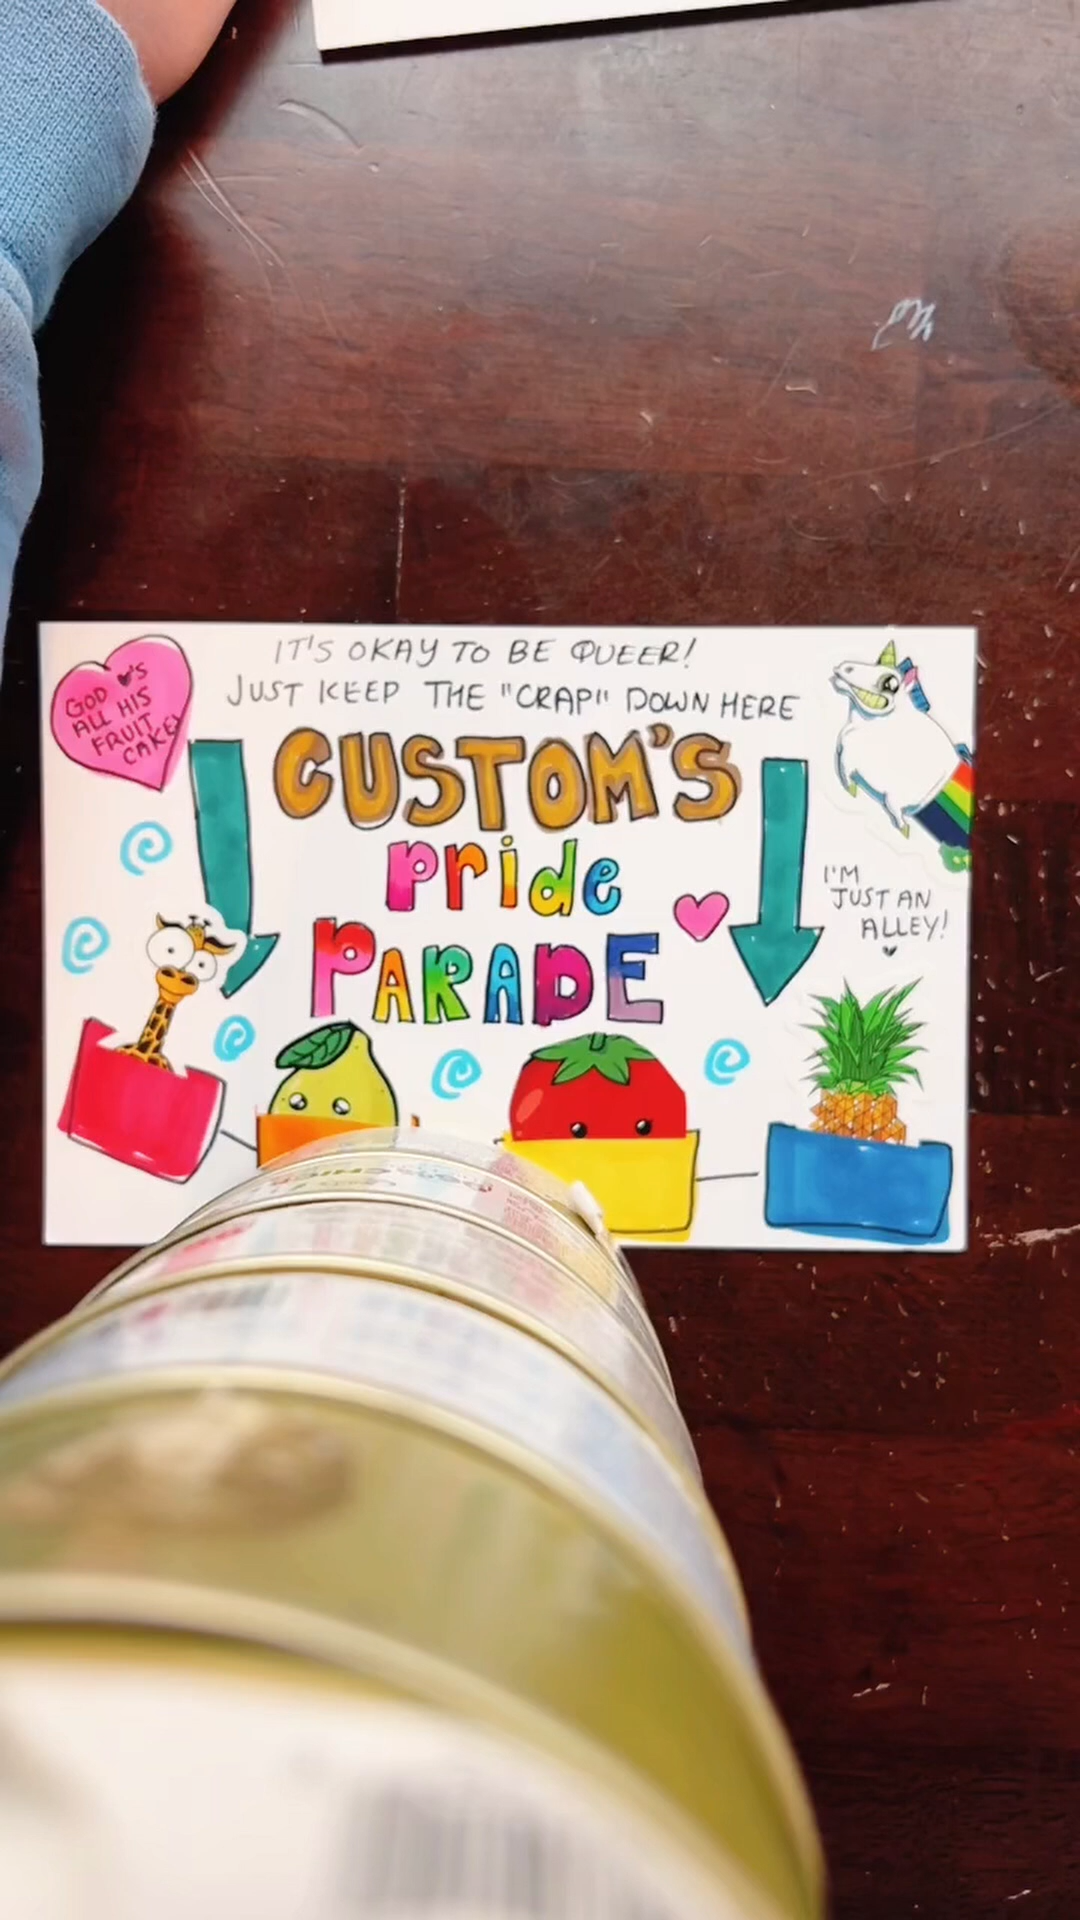 IT'S OKAY TO BE QUEER!
JUST KEEP THE "CRAP" DOWN HERE
GOD ♥'S
ALL HIS
FRUIT
CAKES
CUSTOM'S
pride
PARADE
I'M
JUST AN
ALLEY!